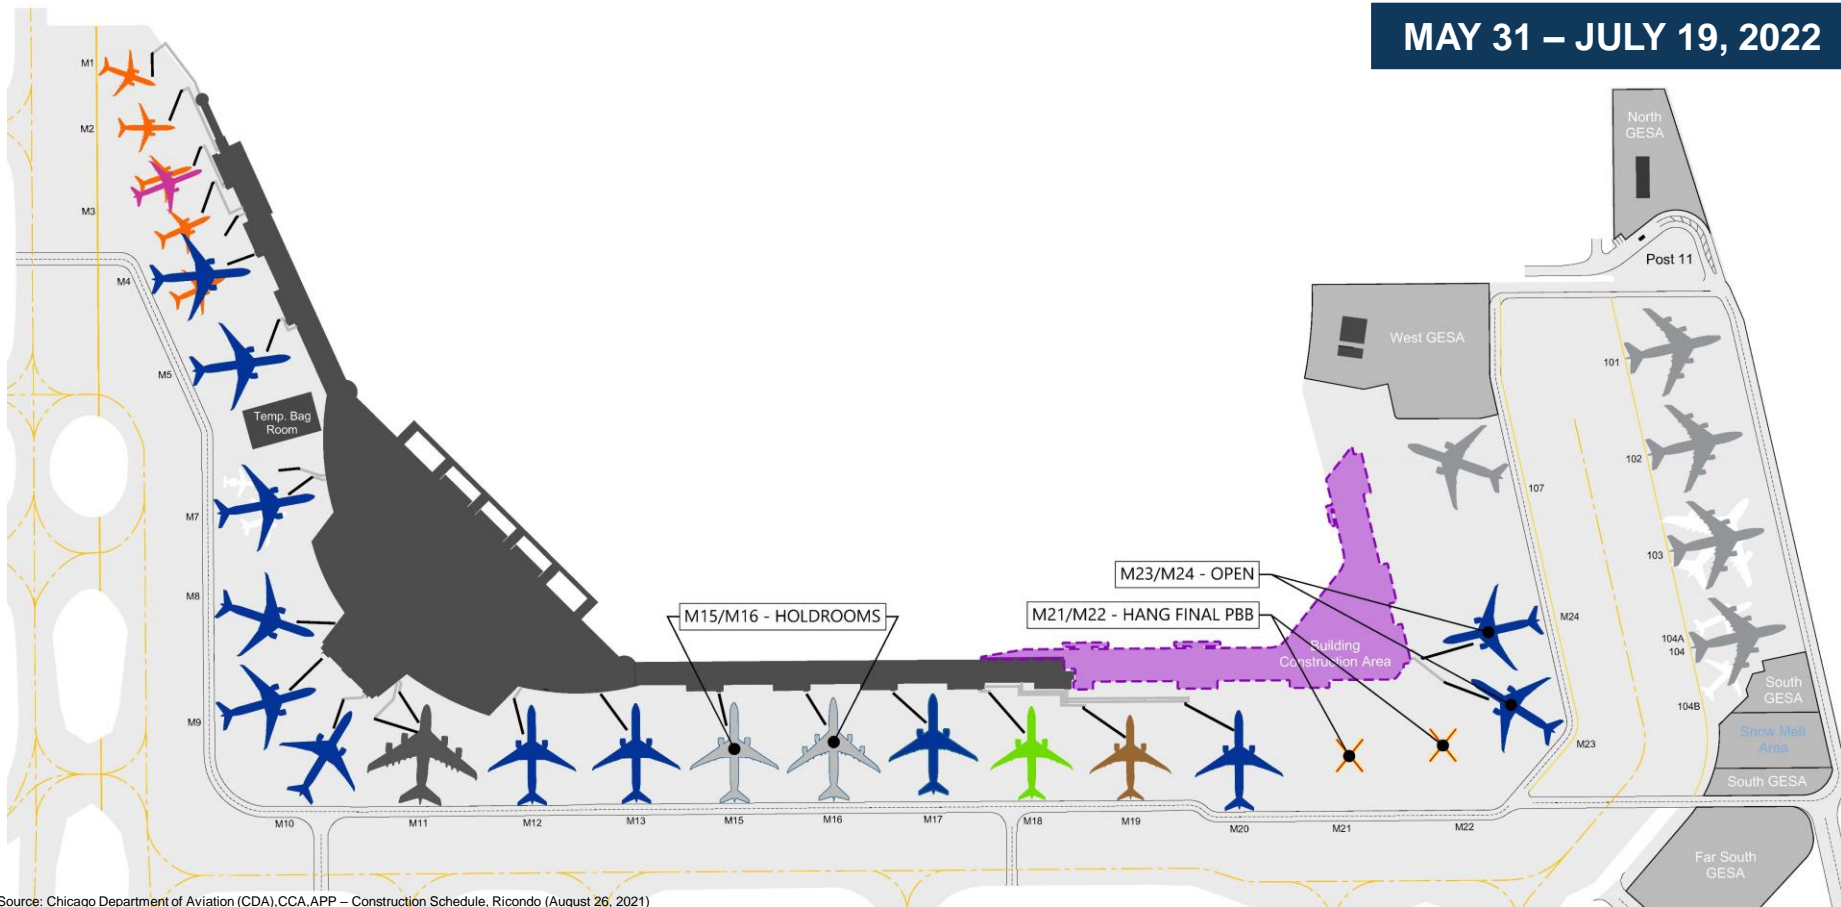 MAY 31 – JULY 19, 2022
M1
M2
M3
M4
M5
Temp. Bag
Room
M7
M8
M9
M10
M11
M12
M13
M15
M16
M17
M18
M19
M20
M21
M22
M23
M24
M15/M16 - HOLDROOMS
M23/M24 - OPEN
M21/M22 - HANG FINAL PBB
Building
Construction Area
North
GESA
Post 11
West GESA
101
102
103
104A
104
104B
107
South
GESA
Snow Melt
Area
South GESA
Far South
GESA
Source: Chicago Department of Aviation (CDA),CCA,APP – Construction Schedule, Ricondo (August 26, 2021)